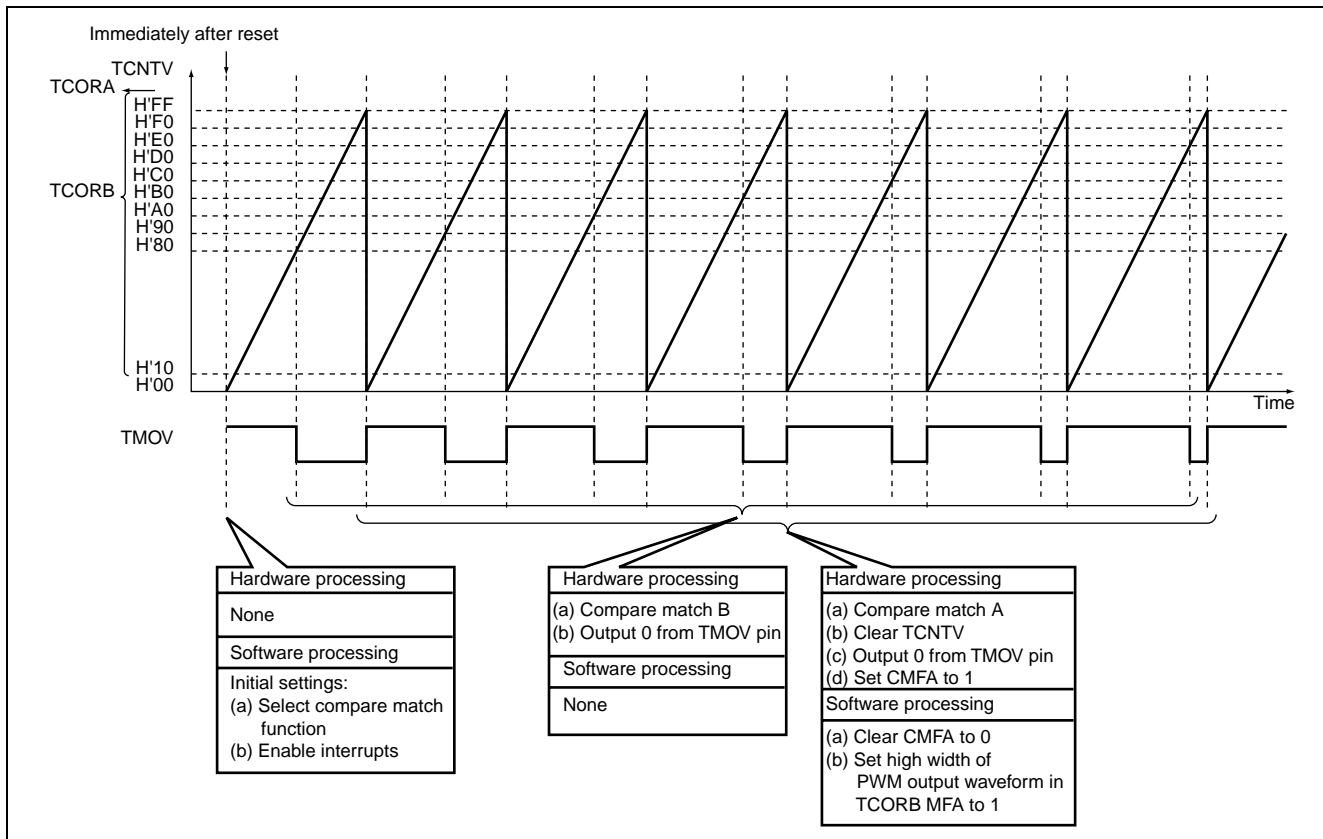 Immediately after reset
TCNTV
TCORA
H'FF
H'F0
H'E0
H'D0
H'C0
TCORB
H'B0
H'A0
H'90
H'80
H'10
H'00
Time
TMOV
Hardware processing
None
Software processing
Initial settings:
(a) Select compare match
function
(b) Enable interrupts
Hardware processing
(a) Compare match B
(b) Output 0 from TMOV pin
Software processing
None
Hardware processing
(a) Compare match A
(b) Clear TCNTV
(c) Output 0 from TMOV pin
(d) Set CMFA to 1
Software processing
(a) Clear CMFA to 0
(b) Set high width of
PWM output waveform in
TCORB MFA to 1